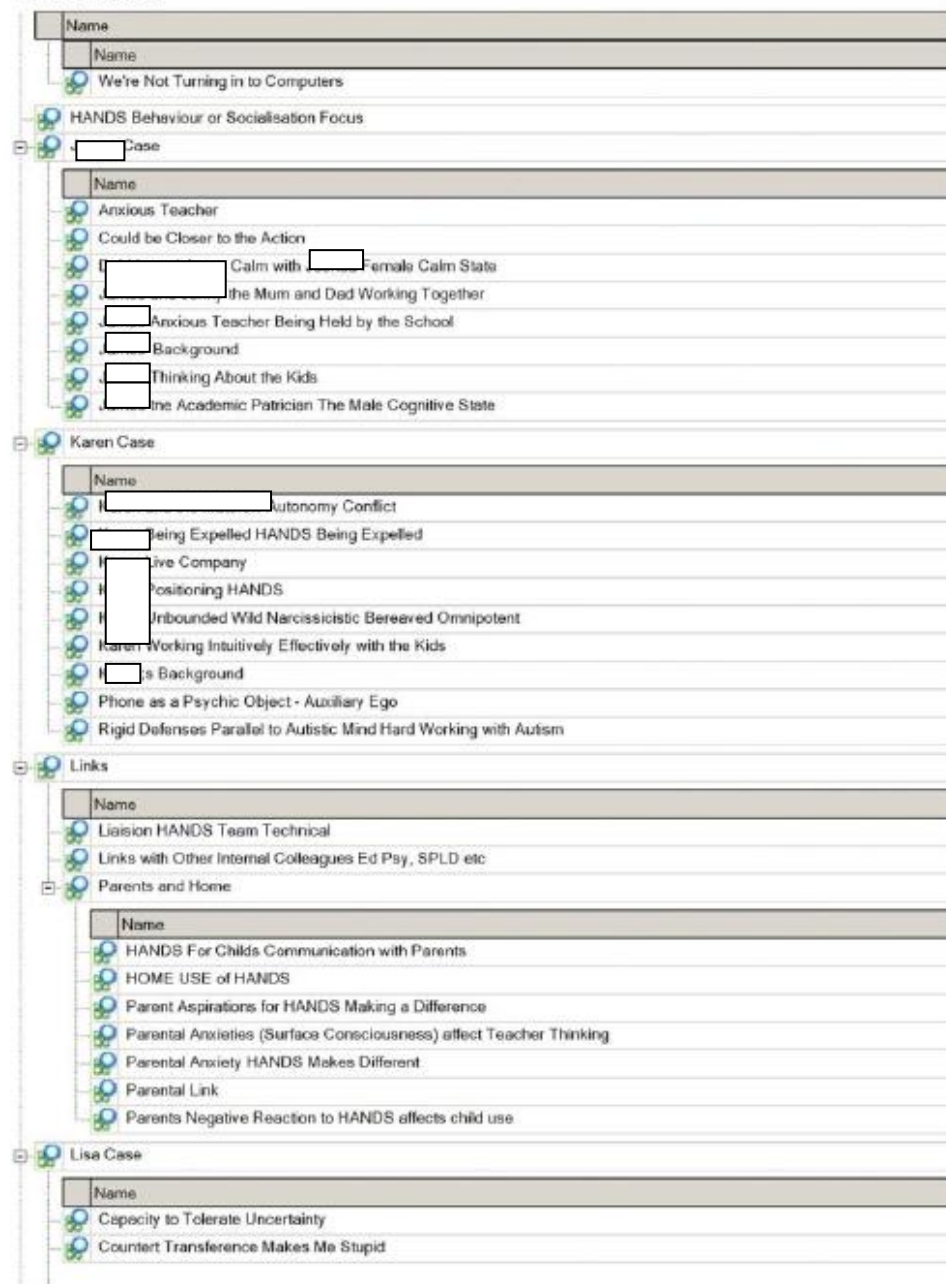 Name
Name
We're Not Turning in to Computers
HANDS Behaviour or Socialisation Focus
Case
Name
Anxious Teacher
Could be Closer to the Action
Calm with Female Calm State
the Mum and Dad Working Together
Anxious Teacher Being Held by the School
Background
Thinking About the Kids
the Academic Patrician The Male Cognitive State
Karen Case
Name
Autonomy Conflict
Being Expelled HANDS Being Expelled
Live Company
Positioning HANDS
Unbounded Wild Narcissicistic Bereaved Omnipotent
Working Intuitively Effectively with the Kids
Background
Phone as a Psychic Object - Auxiliary Ego
Rigid Defenses Parallel to Autistic Mind Hard Working with Autism
Links
Name
Liaision HANDS Team Technical
Links with Other Internal Colleagues Ed Psy, SPLD etc
Parents and Home
Name
HANDS For Childs Communication with Parents
HOME USE of HANDS
Parent Aspirations for HANDS Making a Difference
Parental Anxieties (Surface Consciousness) affect Teacher Thinking
Parental Anxiety HANDS Makes Different
Parental Link
Parents Negative Reaction to HANDS affects child use
Lisa Case
Name
Capacity to Tolerate Uncertainty
Countert Transference Makes Me Stupid